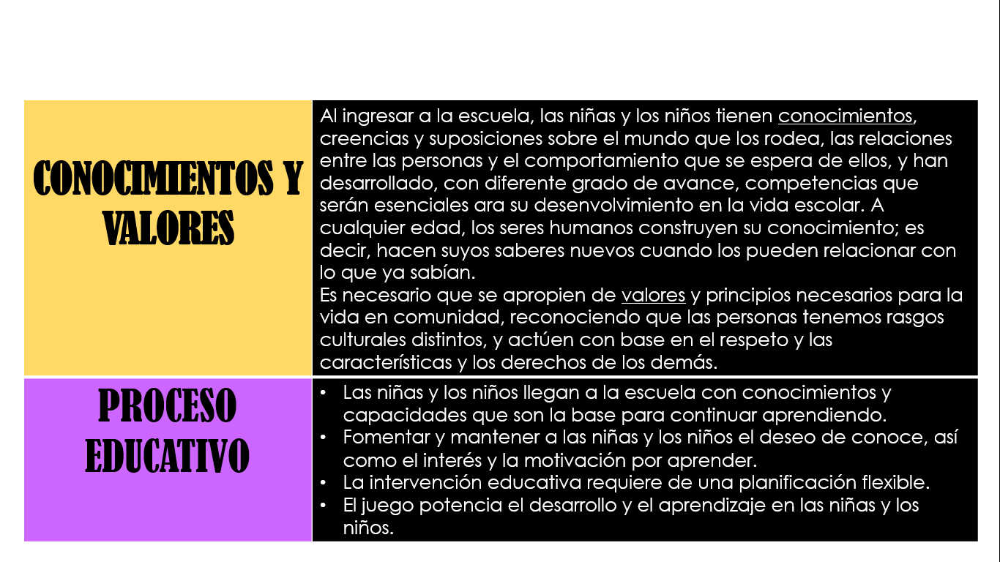 CONOCIMIENTOS Y
VALORES
Al ingresar a la escuela, las niñas y los niños tienen conocimientos,
creencias y suposiciones sobre el mundo que los rodea, las relaciones
entre las personas y el comportamiento que se espera de ellos, y han
desarrollado, con diferente grado de avance, competencias que
serán esenciales ara su desenvolvimiento en la vida escolar. A
cualquier edad, los seres humanos construyen su conocimiento; es
decir, hacen suyos saberes nuevos cuando los pueden relacionar con
lo que ya sabían.
Es necesario que se apropien de valores y principios necesarios para la
vida en comunidad, reconociendo que las personas tenemos rasgos
culturales distintos, y actúen con base en el respeto y las
características y los derechos de los demás.
PROCESO
EDUCATIVO
• Las niñas y los niños llegan a la escuela con conocimientos y
capacidades que son la base para continuar aprendiendo.
• Fomentar y mantener a las niñas y los niños el deseo de conoce, así
como el interés y la motivación por aprender.
• La intervención educativa requiere de una planificación flexible.
• El juego potencia el desarrollo y el aprendizaje en las niñas y los
niños.